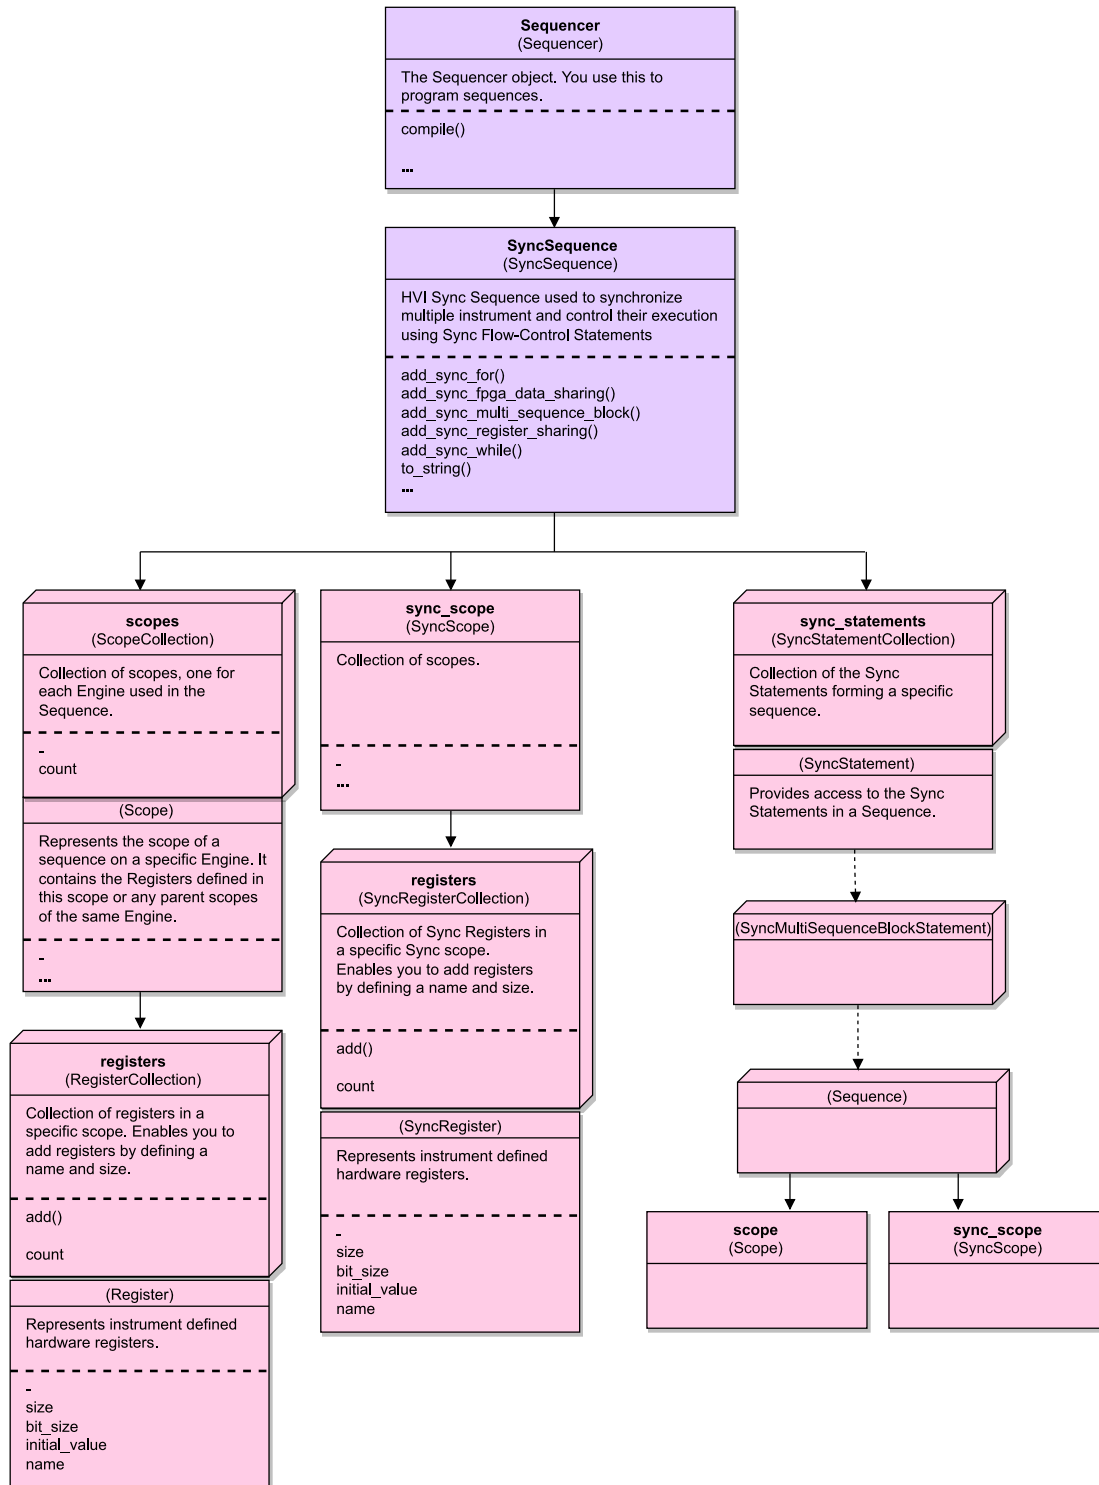 Sequencer
(Sequencer)
The Sequencer object. You use this to
program sequences.
compile()
...
SyncSequence
(SyncSequence)
HVI Sync Sequence used to synchronize
multiple instrument and control their execution
using Sync Flow-Control Statements
add_sync_for()
add_sync_fpga_data_sharing()
add_sync_multi_sequence_block()
add_sync_register_sharing()
add_sync_while()
to_string()
...
scopes
(ScopeCollection)
Collection of scopes, one for
each Engine used in the
Sequence.
-
count
(Scope)
Represents the scope of a
sequence on a specific Engine. It
contains the Registers defined in
this scope or any parent scopes
of the same Engine.
-
...
registers
(RegisterCollection)
Collection of registers in a
specific scope. Enables you to
add registers by defining a
name and size.
add()
count
(Register)
Represents instrument defined
hardware registers.
-
size
bit_size
initial_value
name
sync_scope
(SyncScope)
Collection of scopes.
-
...
registers
(SyncRegisterCollection)
Collection of Sync Registers in
a specific Sync scope.
Enables you to add registers
by defining a name and size.
add()
count
(SyncRegister)
Represents instrument defined
hardware registers.
-
size
bit_size
initial_value
name
sync_statements
(SyncStatementCollection)
Collection of the Sync
Statements forming a specific
sequence.
(SyncStatement)
Provides access to the Sync
Statements in a Sequence.
(SyncMultiSequenceBlockStatement)
(Sequence)
scope
(Scope)
sync_scope
(SyncScope)